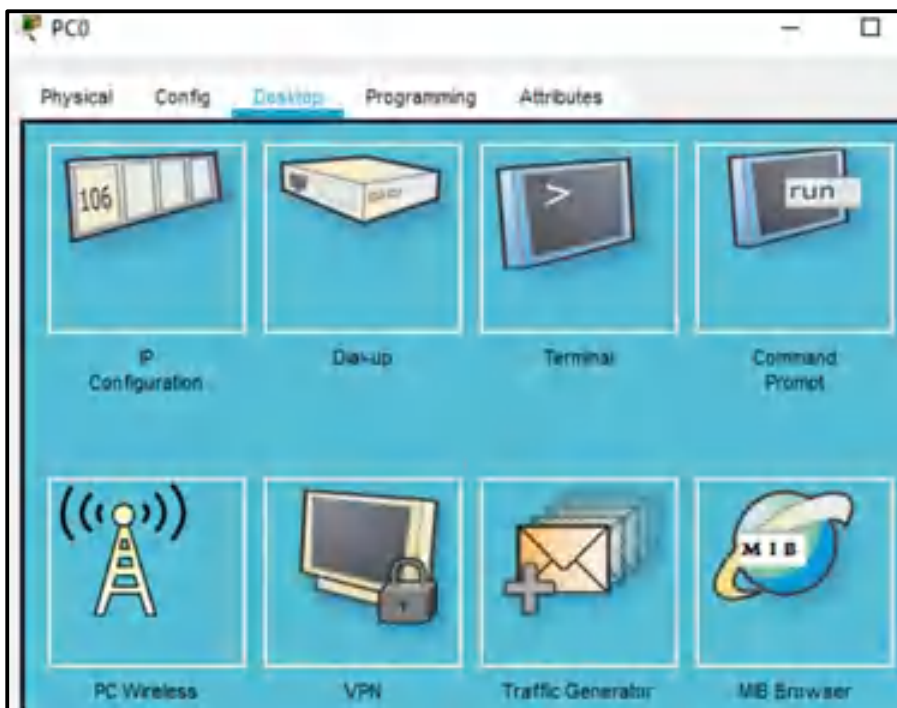 PC0
Physical Config Desktop Programming Attributes
106
>
run
IP
Configuration
Dial-up
Terminal
Command
Prompt
MIB
PC Wireless
VPN
Traffic Generator
MIB Browser